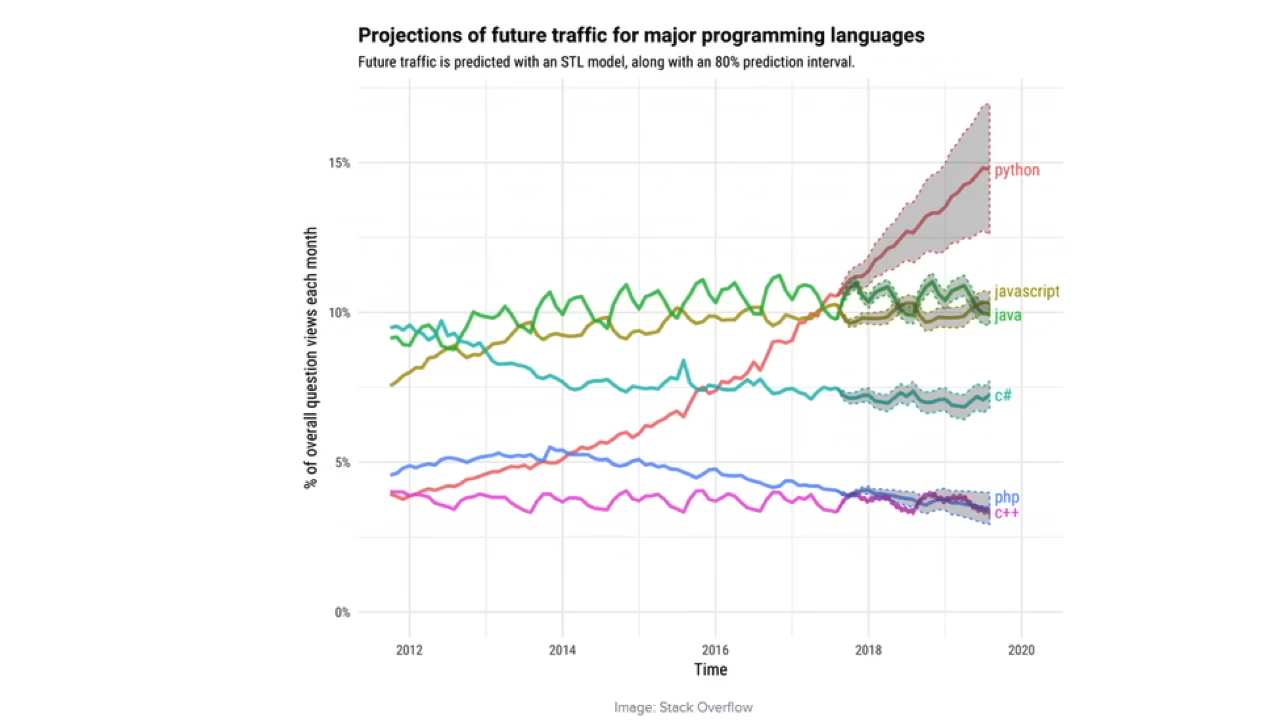 Projections of future traffic for major programming languages
Future traffic is predicted with an STL model, along with an 80% prediction interval.
% of overall question views each month
15%
10%
5%
0%
python
javascript
java
c#
php
c++
2012
2014
2016
2018
2020
Time
Image: Stack Overflow